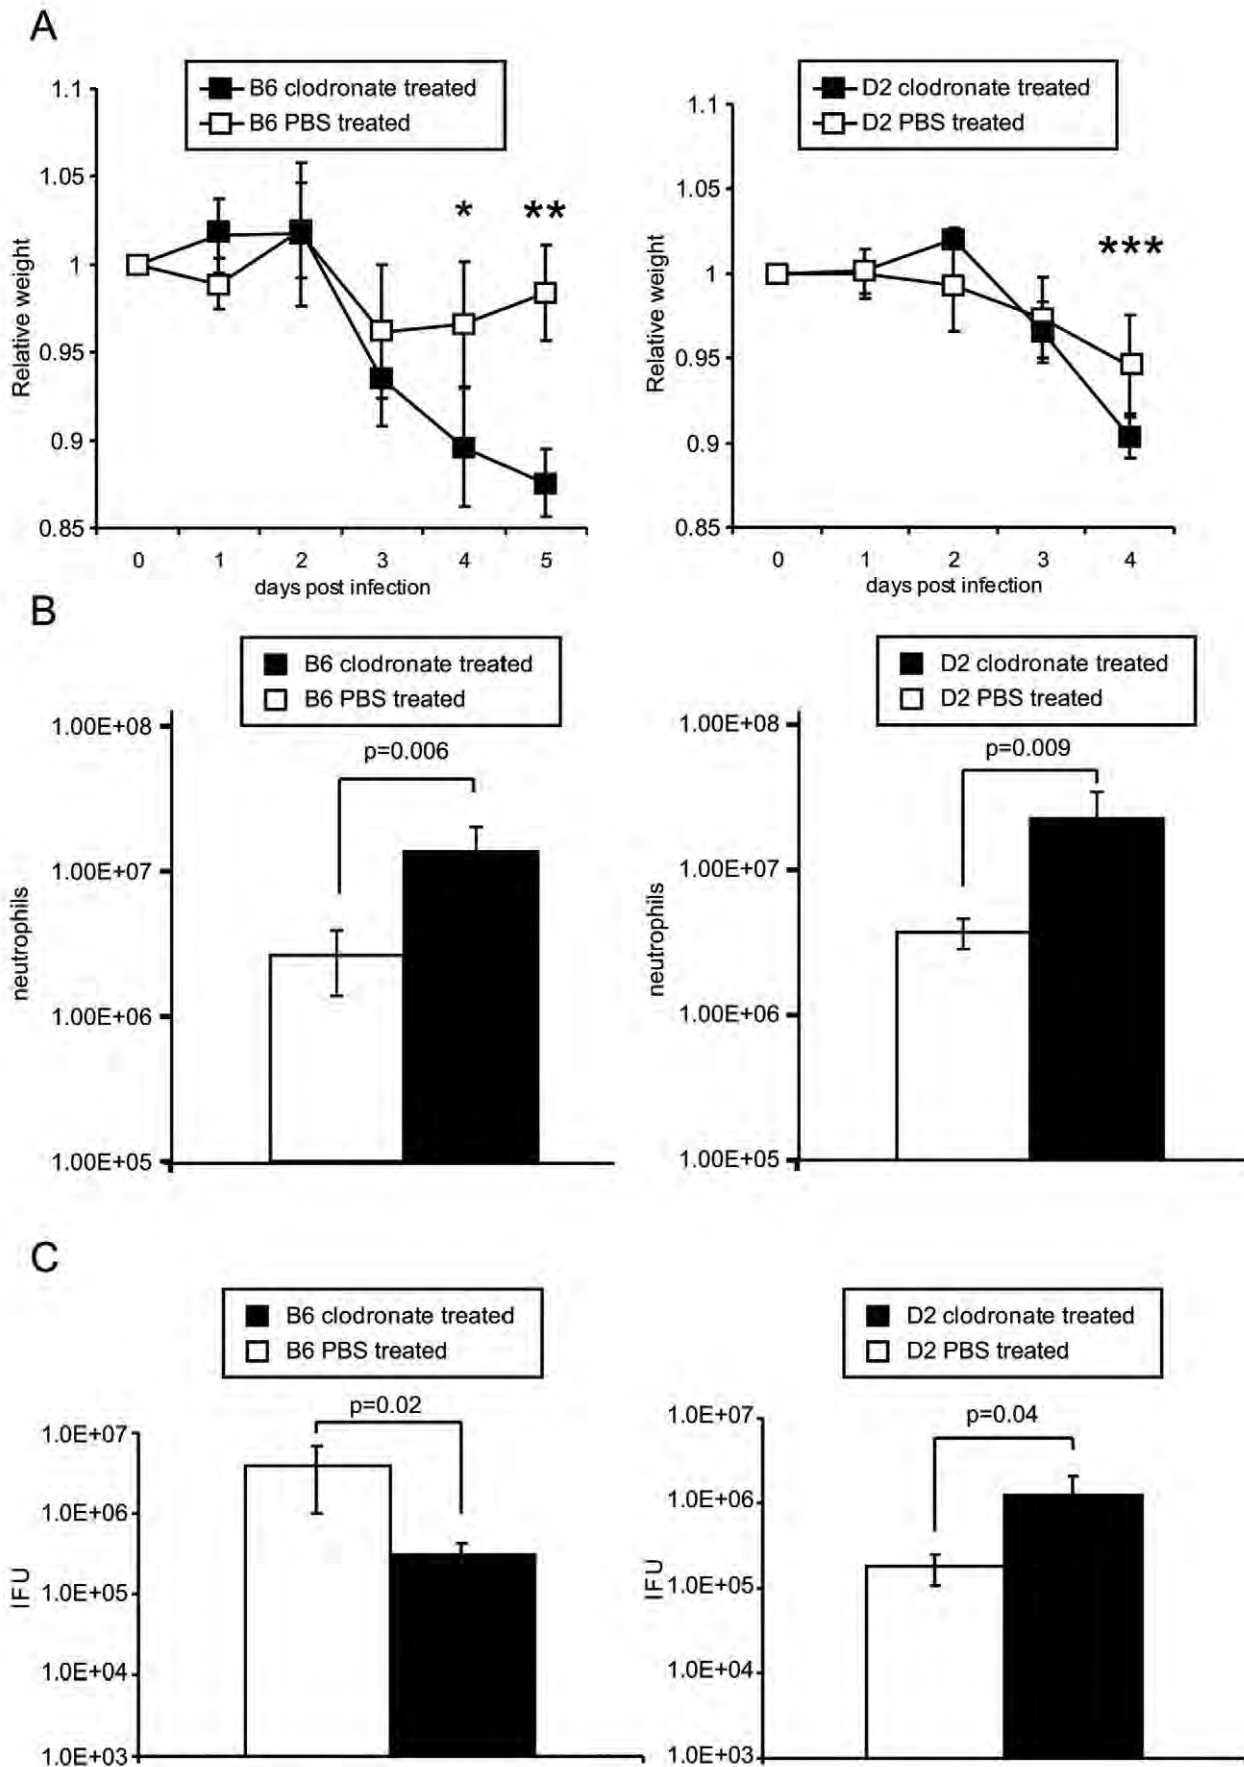 A
B6 clodronate treated
B6 PBS treated
1.1
1.05
1
0.95
0.9
0.85
Relative weight
*
**
0 1 2 3 4 5
days post infection
D2 clodronate treated
D2 PBS treated
1.1
1.05
1
0.95
0.9
0.85
Relative weight
***
0 1 2 3 4
days post infection
B
B6 clodronate treated
B6 PBS treated
1.00E+08
1.00E+07
1.00E+06
1.00E+05
neutrophils
p=0.006
D2 clodronate treated
D2 PBS treated
1.00E+08
1.00E+07
1.00E+06
1.00E+05
neutrophils
p=0.009
C
B6 clodronate treated
B6 PBS treated
1.0E+07
1.0E+06
1.0E+05
1.0E+04
1.0E+03
IFU
p=0.02
D2 clodronate treated
D2 PBS treated
1.0E+07
1.0E+06
1.0E+05
1.0E+04
1.0E+03
IFU
p=0.04